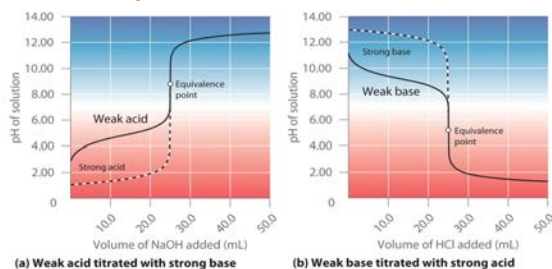 14.00
12.00
10.00
8.00
6.00
4.00
2.00
0
pH of solution
Equivalence
point
Weak acid
Strong acid
10.0
20.0
30.0
40.0
50.0
Volume of NaOH added (mL)
(a) Weak acid titrated with strong base
14.00
12.00
10.00
8.00
6.00
4.00
2.00
0
pH of solution
Strong base
Weak base
Equivalence
point
10.0
20.0
30.0
40.0
50.0
Volume of HCl added (mL)
(b) Weak base titrated with strong acid